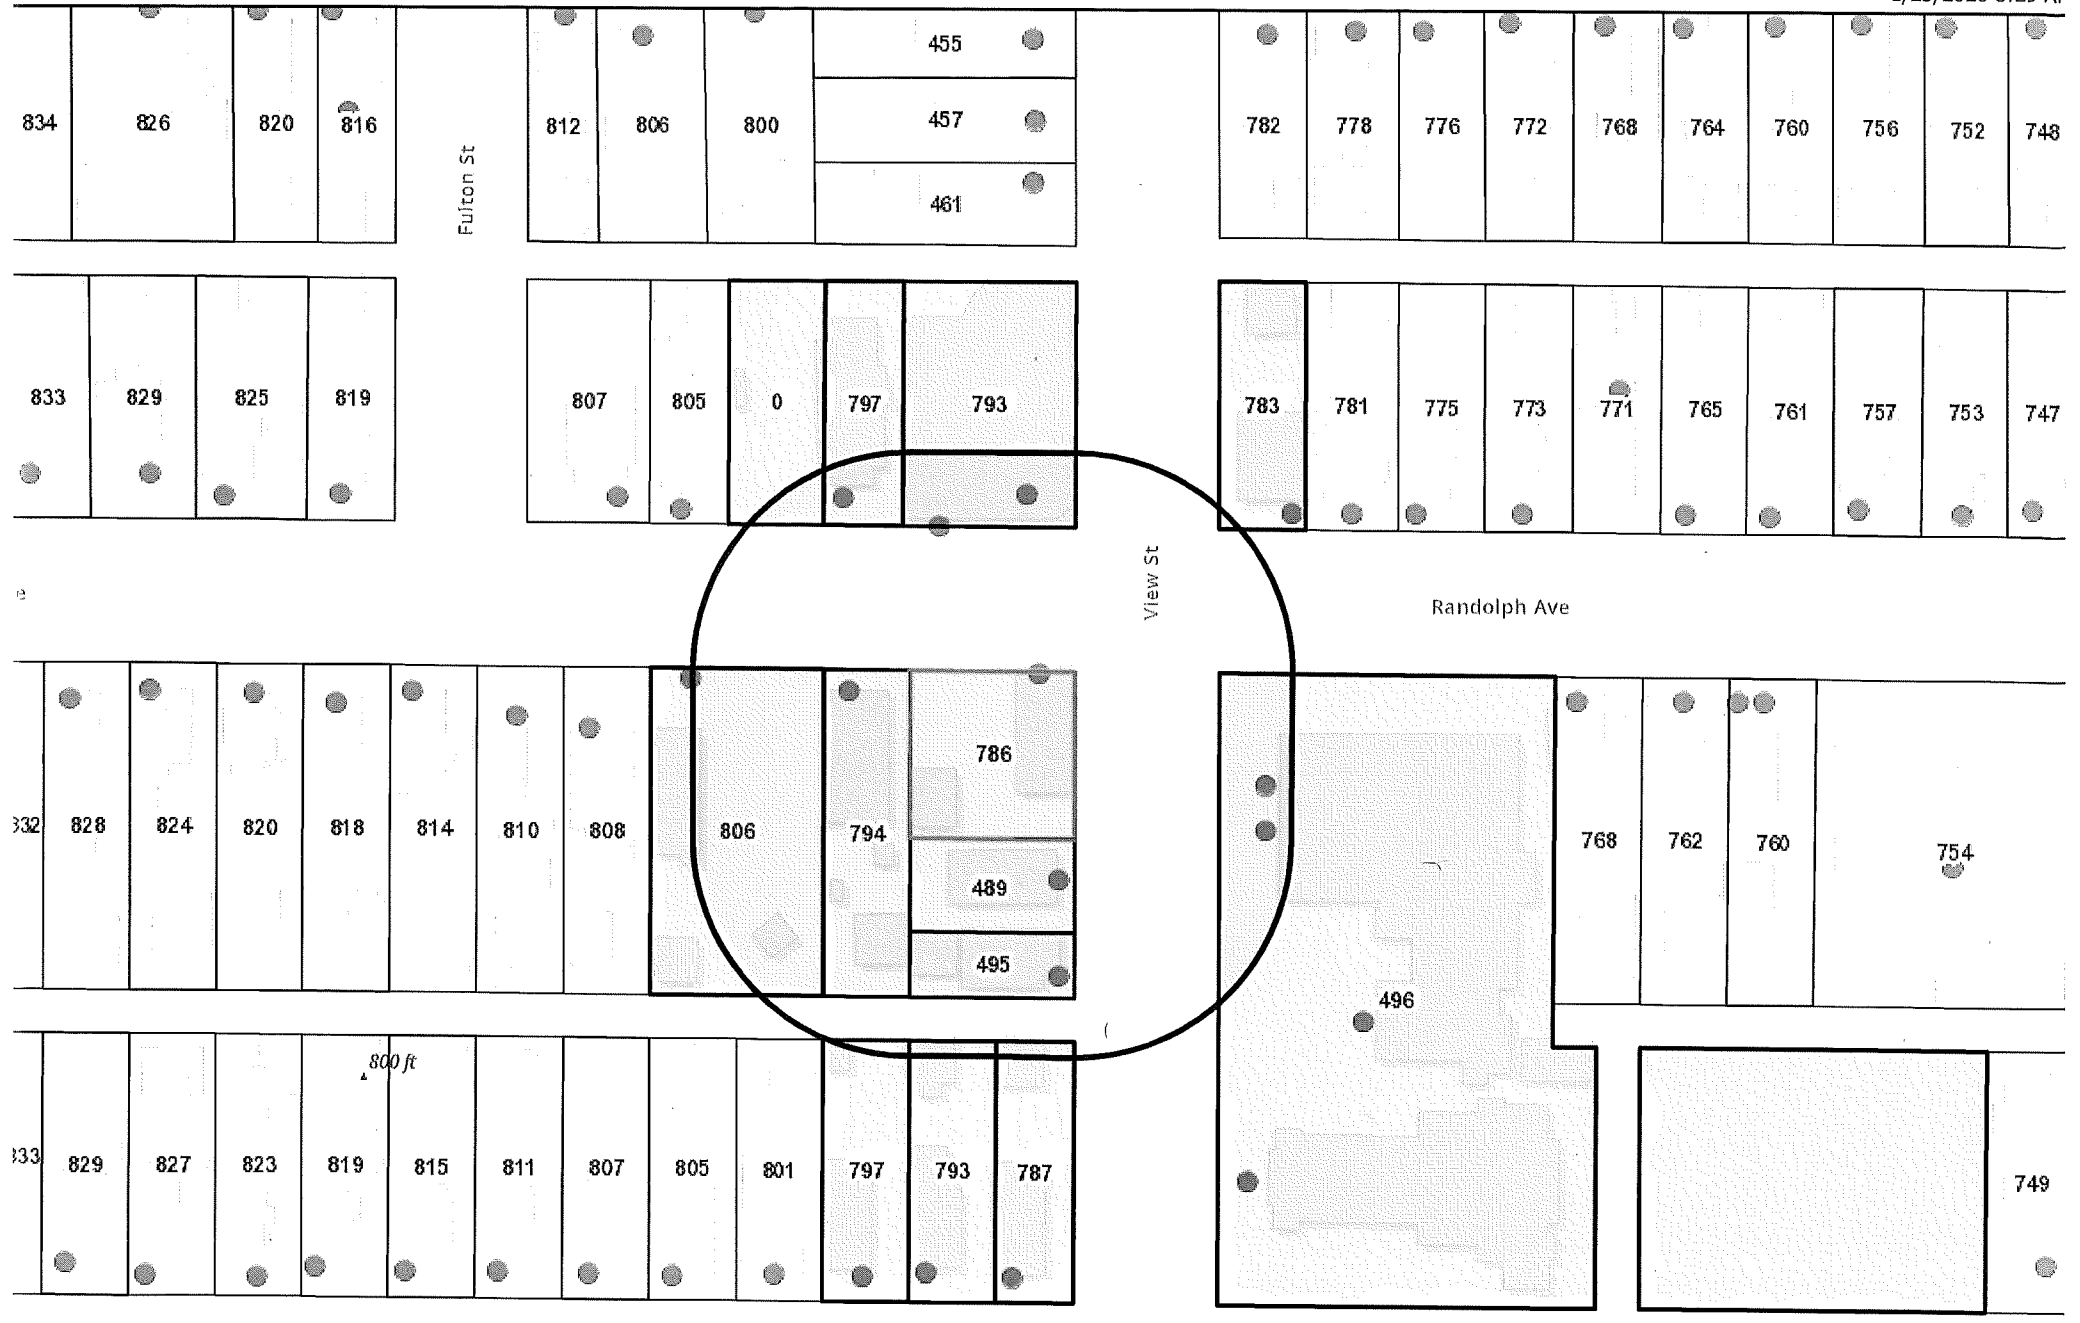 455
834 826 820 816 812 806 800 457 782 778 776 772 768 764 760 756 752 748
Fulton St
461
833 829 825 819 807 805 0 797 793 783 781 775 773 771 765 761 757 753 747
View St
Randolph Ave
786
828 824 820 818 814 810 808 806 794 768 762 760 754
489
495
496
800 ft
829 827 823 819 815 811 807 805 801 797 793 787 749